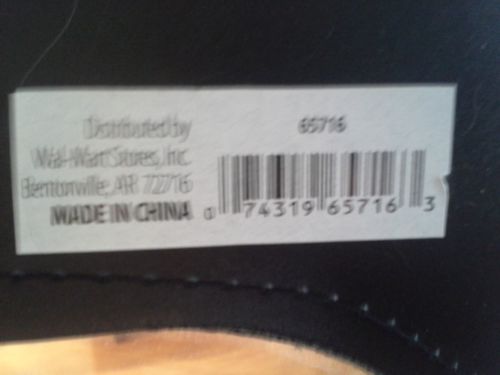 Distributed by
Wal-Mart Stores, Inc.
Bentonville, AR 72716
MADE IN CHINA
65716
0 74319 65716 3